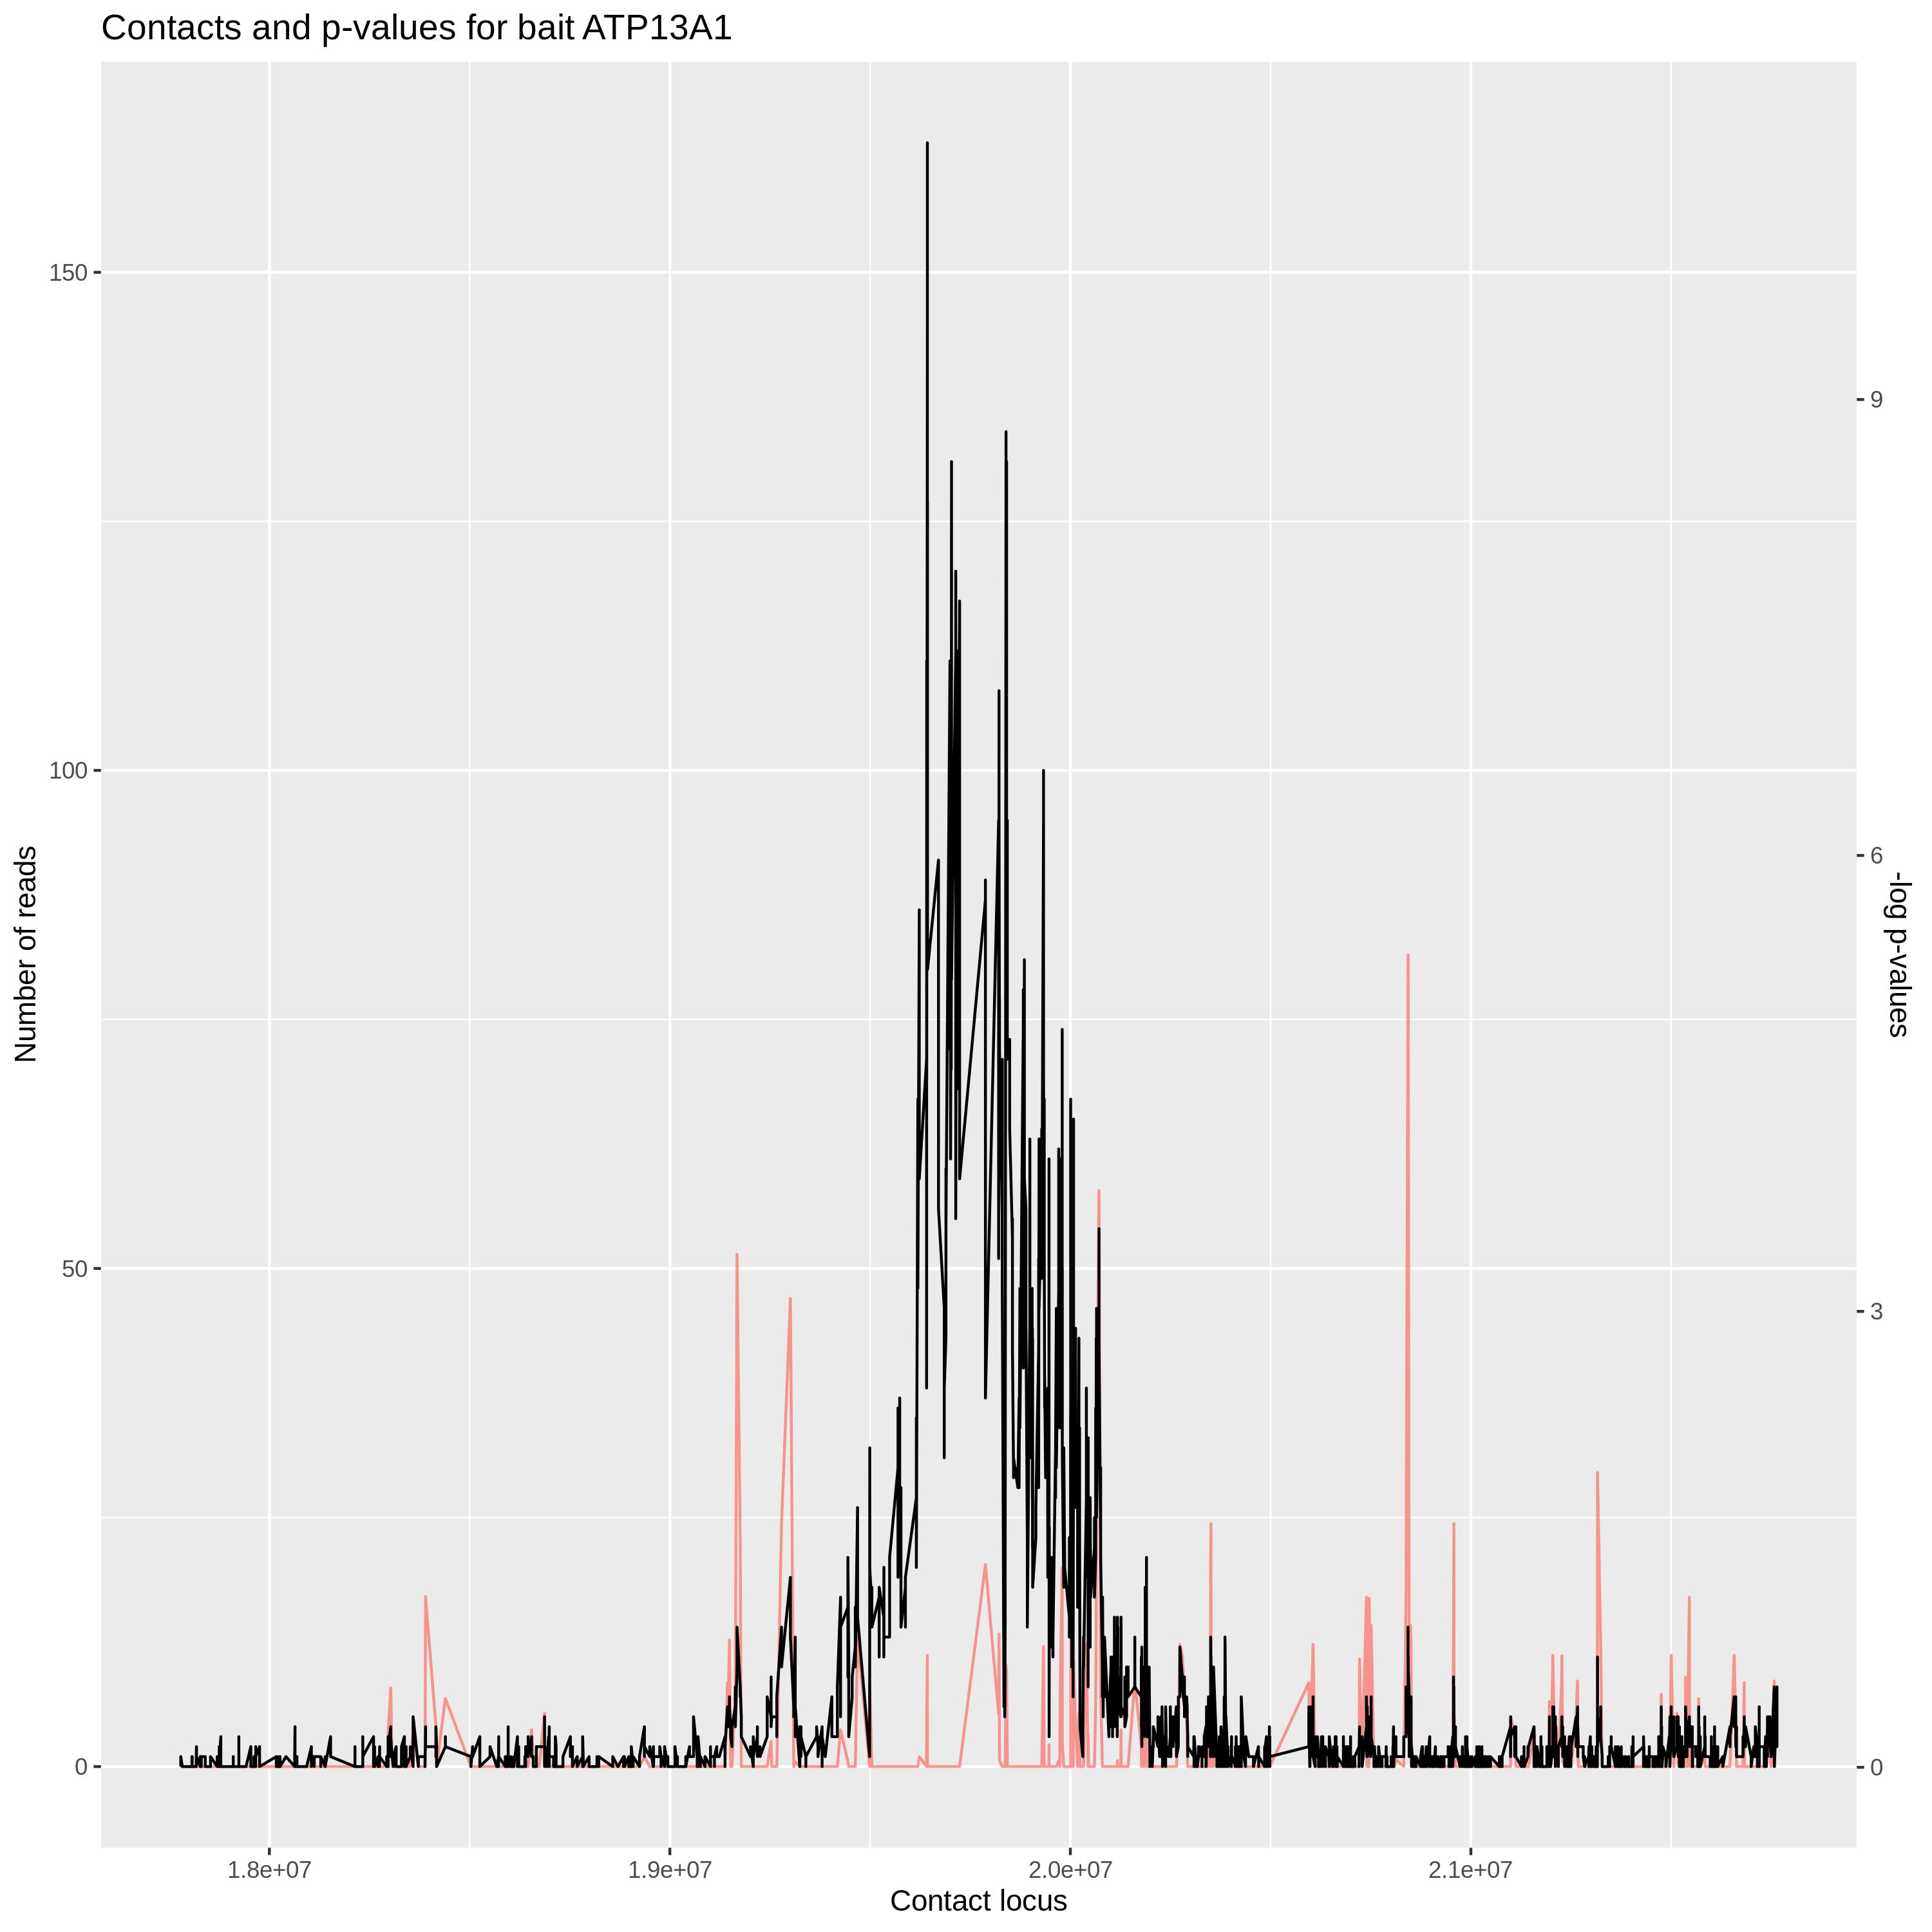 Contacts and p-values for bait ATP13A1
150
100
50
0
Number of reads
9
6
3
0
-log p-values
1.8e+07
1.9e+07
2.0e+07
2.1e+07
Contact locus